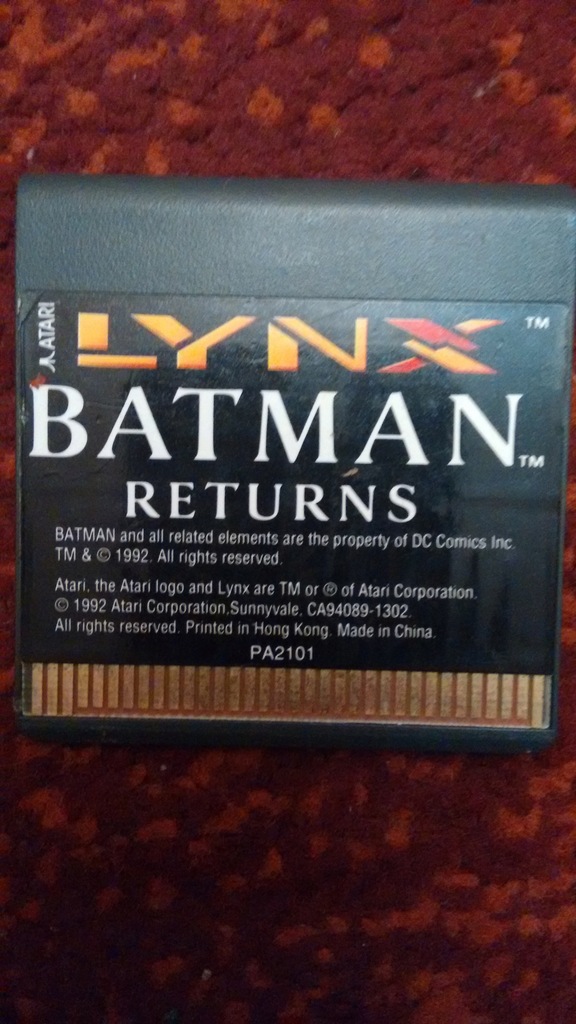 ATARI
LYNX TM
BATMAN TM
RETURNS
BATMAN and all related elements are the property of DC Comics Inc.
TM & © 1992. All rights reserved.
Atari, the Atari logo and Lynx are TM or ® of Atari Corporation.
© 1992 Atari Corporation,Sunnyvale, CA94089-1302.
All rights reserved. Printed in Hong Kong. Made in China.
PA2101